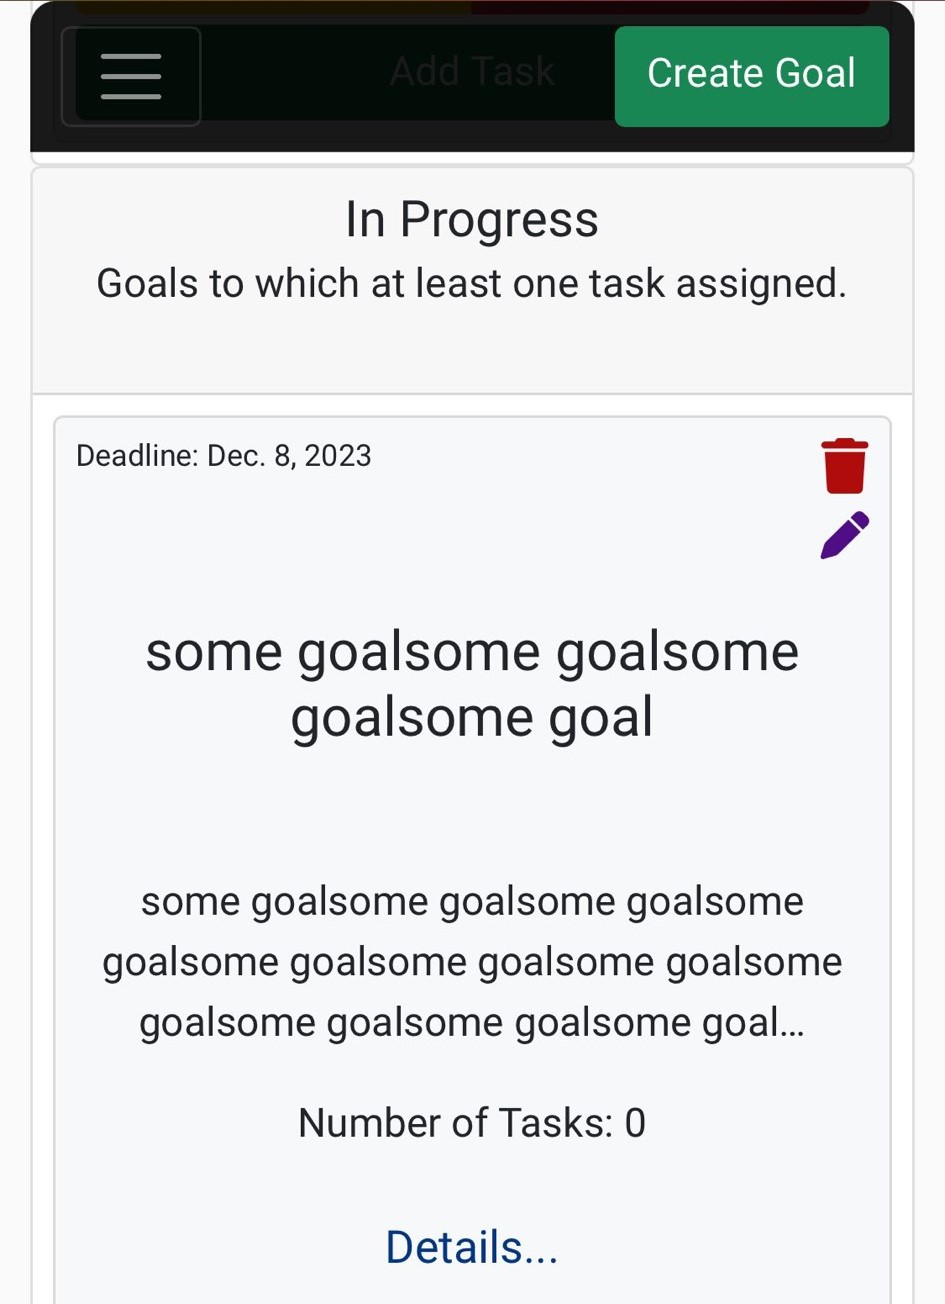 Add Task
Create Goal
In Progress
Goals to which at least one task assigned.
Deadline: Dec. 8, 2023
some goalsome goalsome
goalsome goal
some goalsome goalsome goalsome
goalsome goalsome goalsome goalsome
goalsome goalsome goalsome goal...
Number of Tasks: 0
Details...